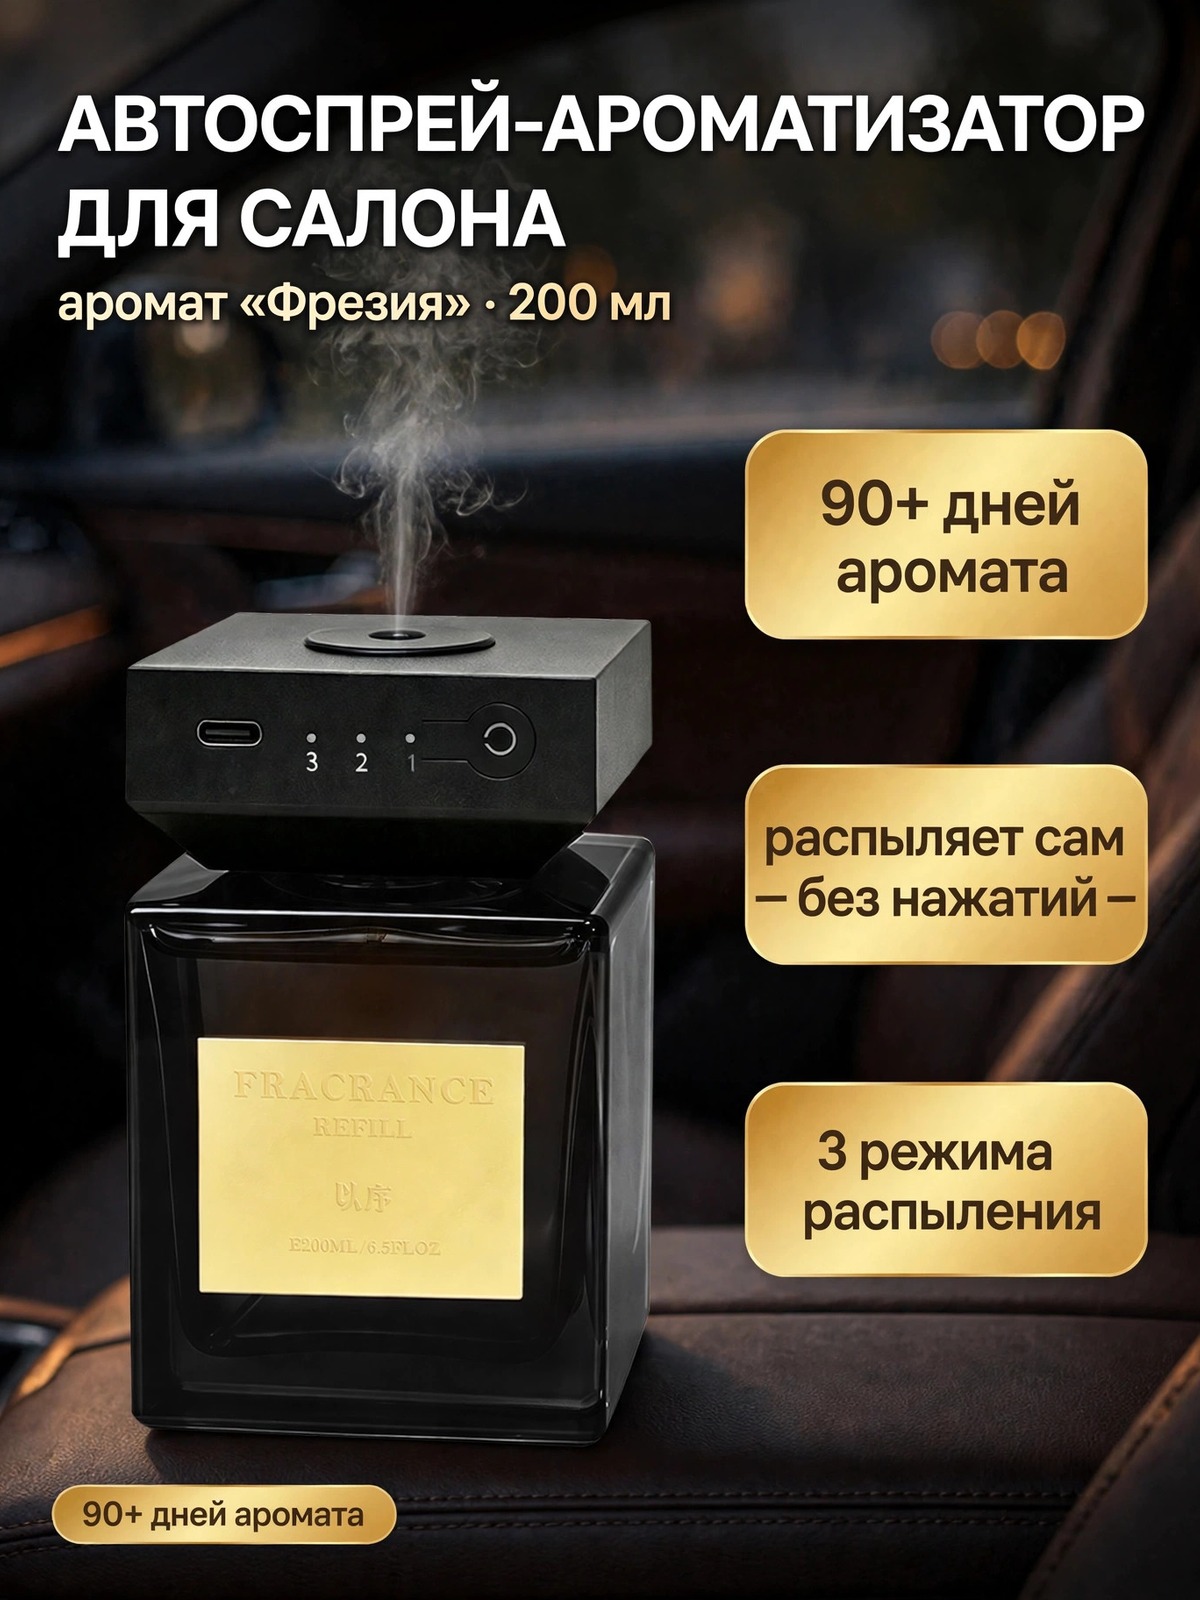 АВТОСПРЕЙ-АРОМАТИЗАТОР
ДЛЯ САЛОНА
аромат «Фрезия» · 200 мл
90+ дней
аромата
3 2 1
распыляет сам
– без нажатий –
FRACRANCE
REFILL
以序
E200ML/6.5FLOZ
3 режима
распыления
90+ дней аромата